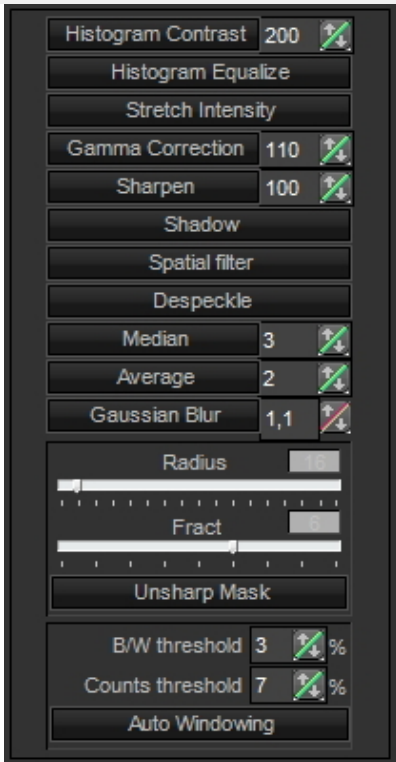 Histogram Contrast 200
Histogram Equalize
Stretch Intensity
Gamma Correction 110
Sharpen 100
Shadow
Spatial filter
Despeckle
Median 3
Average 2
Gaussian Blur 1,1
Radius 16
Fract 6
Unsharp Mask
B/W threshold 3 %
Counts threshold 7 %
Auto Windowing